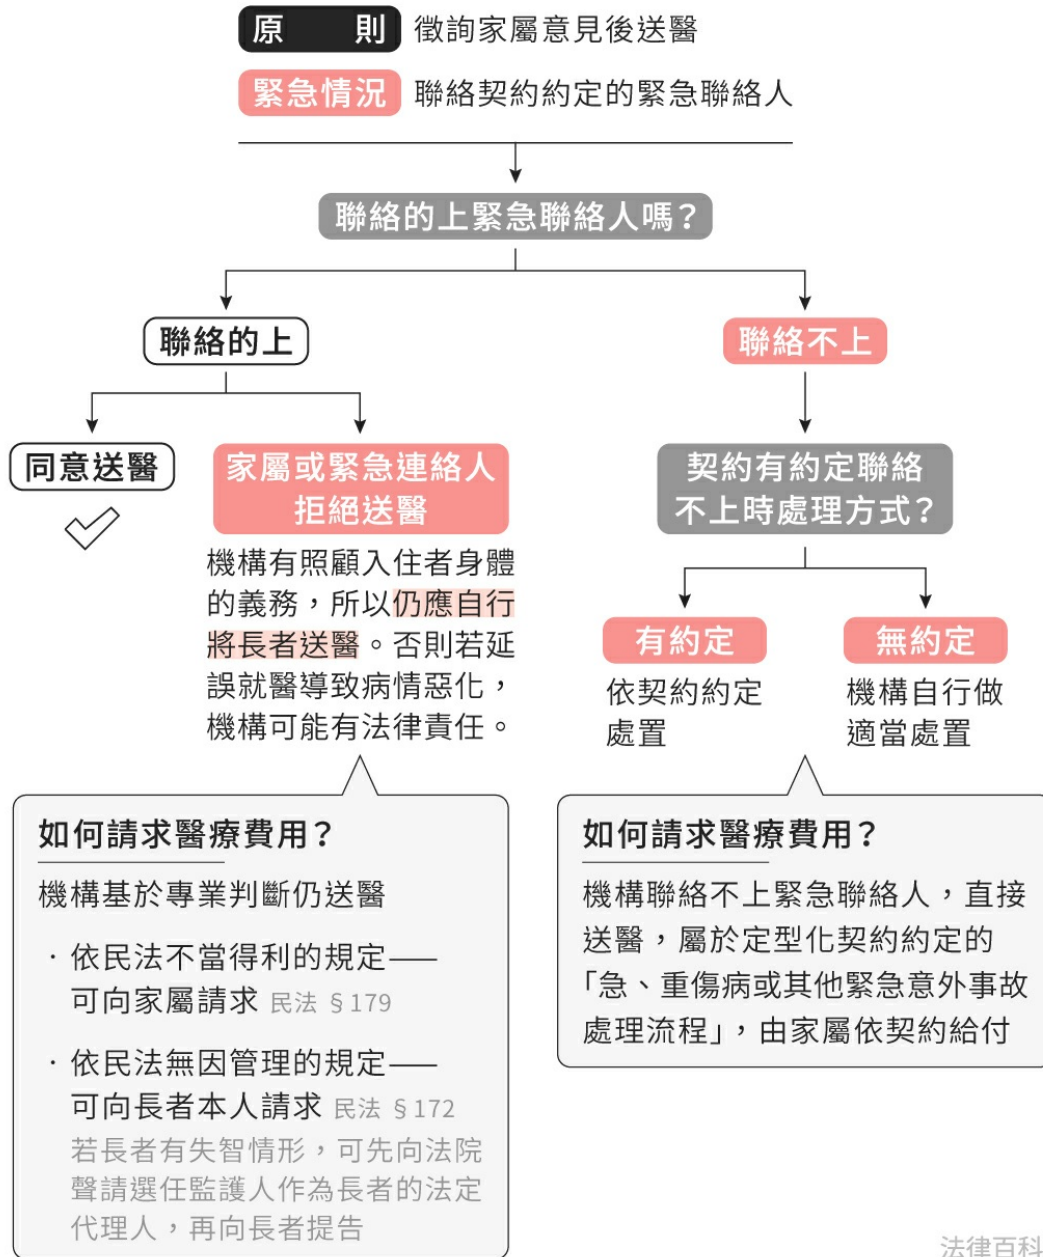 原　則 徵詢家屬意見後送醫
緊急情況 聯絡契約約定的緊急聯絡人
聯絡的上緊急聯絡人嗎？
聯絡的上
聯絡不上
同意送醫
家屬或緊急連絡人
拒絕送醫
機構有照顧入住者身體
的義務，所以仍應自行
將長者送醫。否則若延
誤就醫導致病情惡化，
機構可能有法律責任。
契約有約定聯絡
不上時處理方式？
有約定
依契約約定
處置
無約定
機構自行做
適當處置
如何請求醫療費用？
機構基於專業判斷仍送醫
· 依民法不當得利的規定——
可向家屬請求 民法 §179
· 依民法無因管理的規定——
可向長者本人請求 民法 §172
若長者有失智情形，可先向法院
聲請選任監護人作為長者的法定
代理人，再向長者提告
如何請求醫療費用？
機構聯絡不上緊急聯絡人，直接
送醫，屬於定型化契約約定的
「急、重傷病或其他緊急意外事故
處理流程」，由家屬依契約給付
法律百科